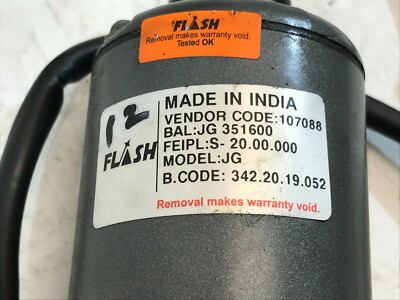 FLASH
Removal makes warranty void.
Tested OK
12
FLASH
MADE IN INDIA
VENDOR CODE:107088
BAL:JG 351600
FEIPL:S- 20.00.000
MODEL:JG
B.CODE: 342.20.19.052
Removal makes warranty void.